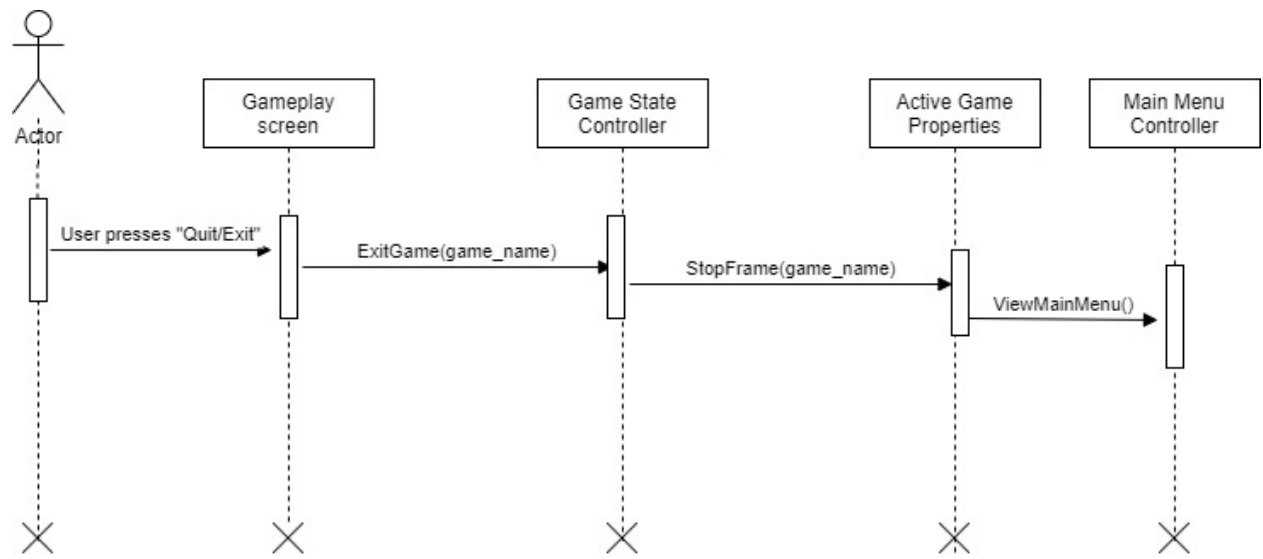 Actor
Gameplay
screen
Game State
Controller
Active Game
Properties
Main Menu
Controller
User presses "Quit/Exit"
ExitGame(game_name)
StopFrame(game_name)
ViewMainMenu()